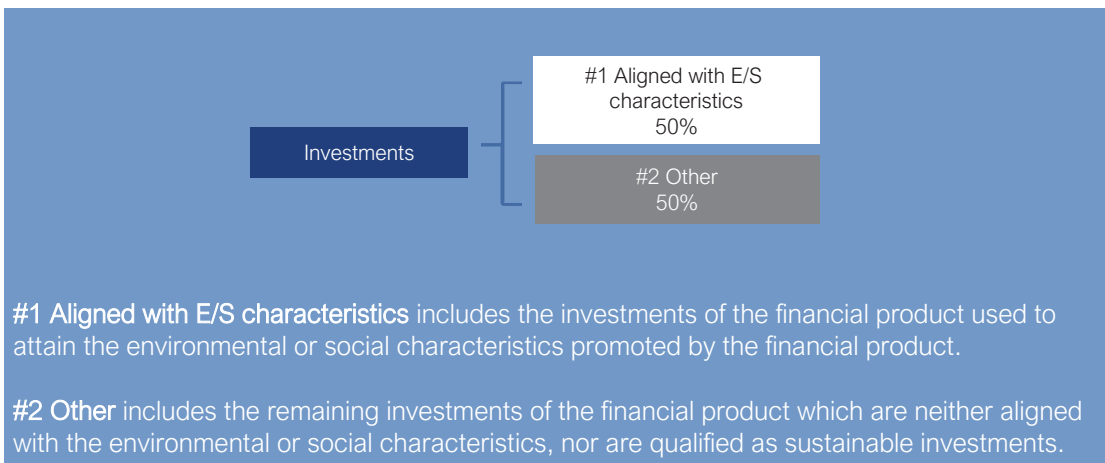 #1 Aligned with E/S
characteristics
50%
Investments
#2 Other
50%
#1 Aligned with E/S characteristics includes the investments of the financial product used to
attain the environmental or social characteristics promoted by the financial product.
#2 Other includes the remaining investments of the financial product which are neither aligned
with the environmental or social characteristics, nor are qualified as sustainable investments.